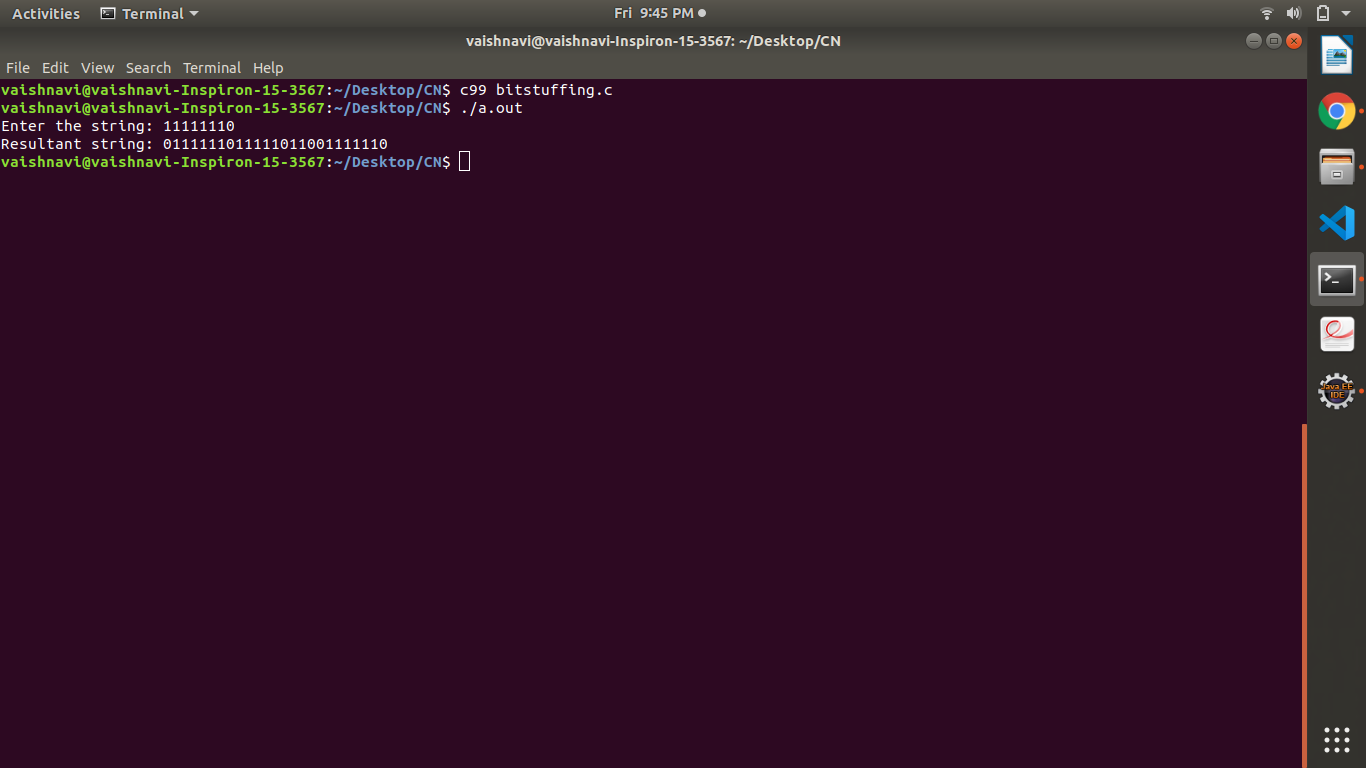 Activities Terminal Fri 9:45 PM
vaishnavi@vaishnavi-Inspiron-15-3567: ~/Desktop/CN
File Edit View Search Terminal Help
vaishnavi@vaishnavi-Inspiron-15-3567:~/Desktop/CN$ c99 bitstuffing.c
vaishnavi@vaishnavi-Inspiron-15-3567:~/Desktop/CN$ ./a.out
Enter the string: 11111110
Resultant string: 0111111011111011001111110
vaishnavi@vaishnavi-Inspiron-15-3567:~/Desktop/CN$
Java EE
IDE